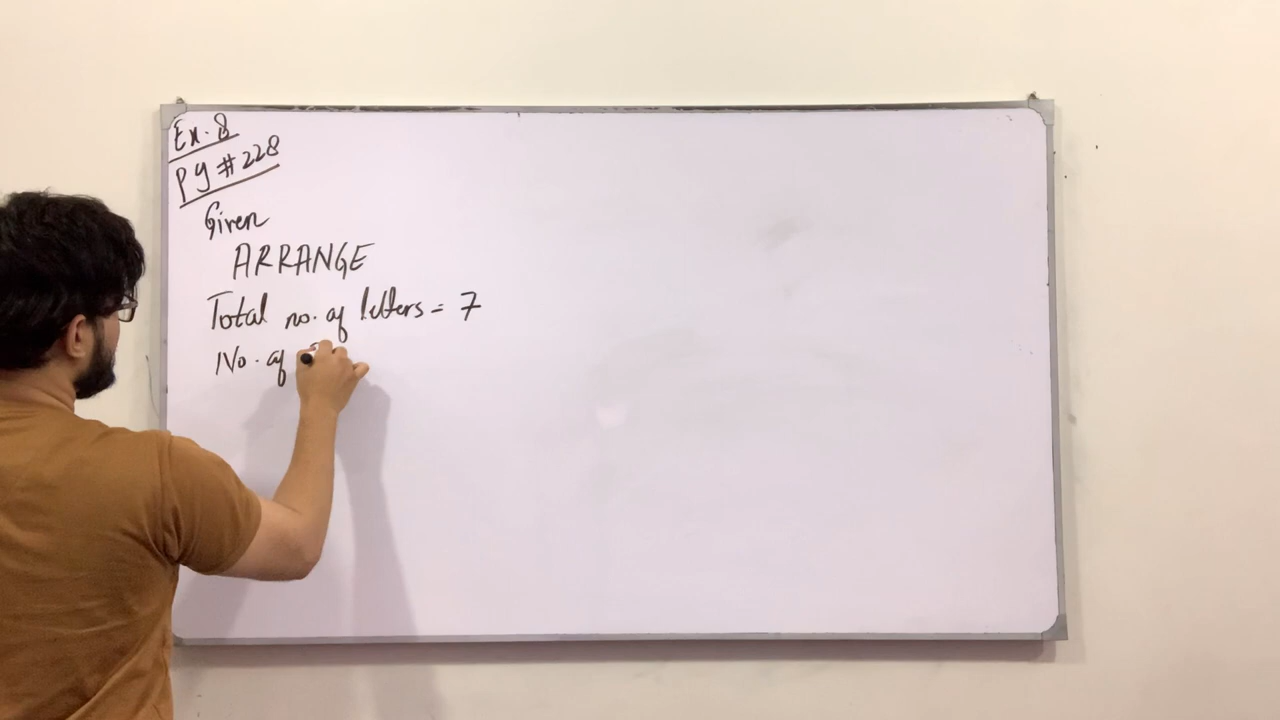 Ex. 8
Pg # 228
Given
ARRANGE
Total no. of letters = 7
No. of